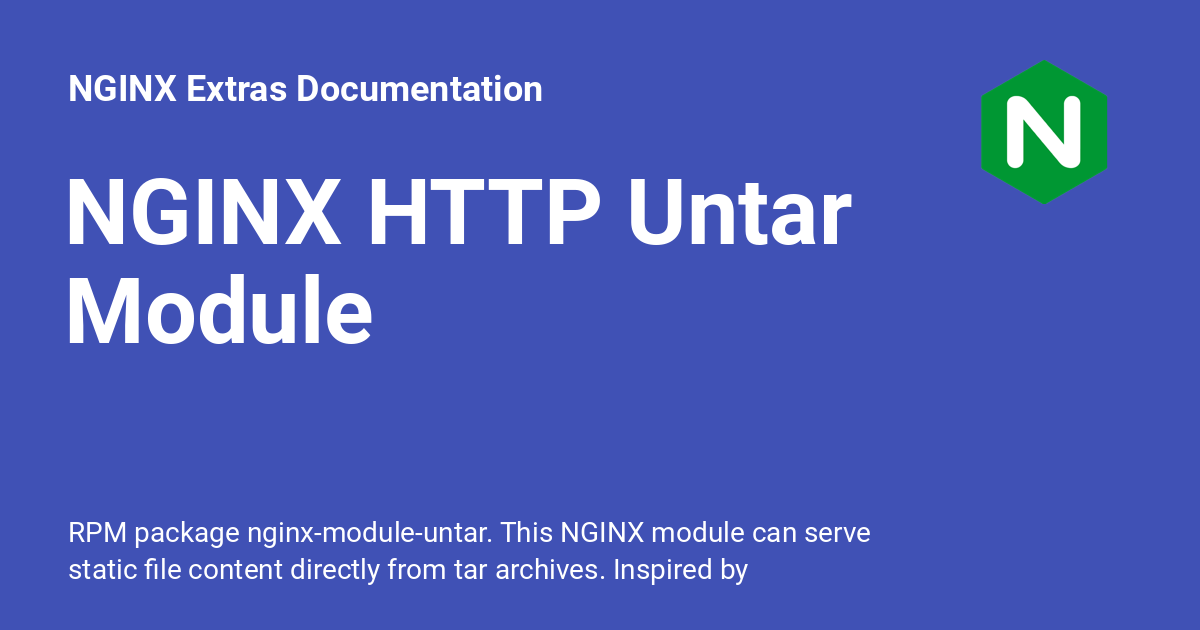 NGINX Extras Documentation
N
NGINX HTTP Untar
Module
RPM package nginx-module-untar. This NGINX module can serve
static file content directly from tar archives. Inspired by